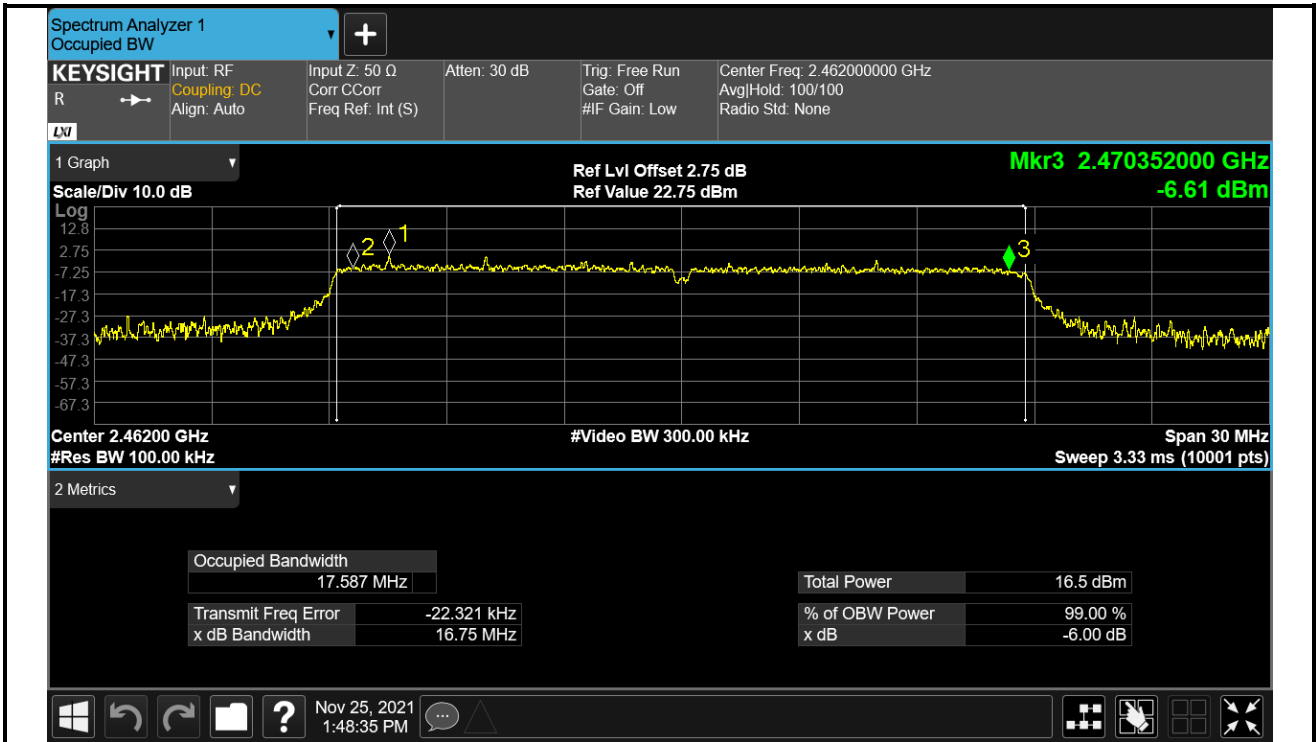 Spectrum Analyzer 1
Occupied BW
+
KEYSIGHT
R
LXI
Input: RF
Coupling: DC
Align: Auto
Input Z: 50 Ω
Corr CCorr
Freq Ref: Int (S)
Atten: 30 dB
Trig: Free Run
Gate: Off
#IF Gain: Low
Center Freq: 2.462000000 GHz
Avg|Hold: 100/100
Radio Std: None
1 Graph
Scale/Div 10.0 dB
Ref Lvl Offset 2.75 dB
Ref Value 22.75 dBm
Mkr3 2.470352000 GHz
-6.61 dBm
Log
12.8
2.75
-7.25
-17.3
-27.3
-37.3
-47.3
-57.3
-67.3
2
1
3
Center 2.46200 GHz
#Res BW 100.00 kHz
#Video BW 300.00 kHz
Span 30 MHz
Sweep 3.33 ms (10001 pts)
2 Metrics
Occupied Bandwidth
17.587 MHz
Transmit Freq Error -22.321 kHz
x dB Bandwidth 16.75 MHz
Total Power 16.5 dBm
% of OBW Power 99.00 %
x dB -6.00 dB
?
Nov 25, 2021
1:48:35 PM